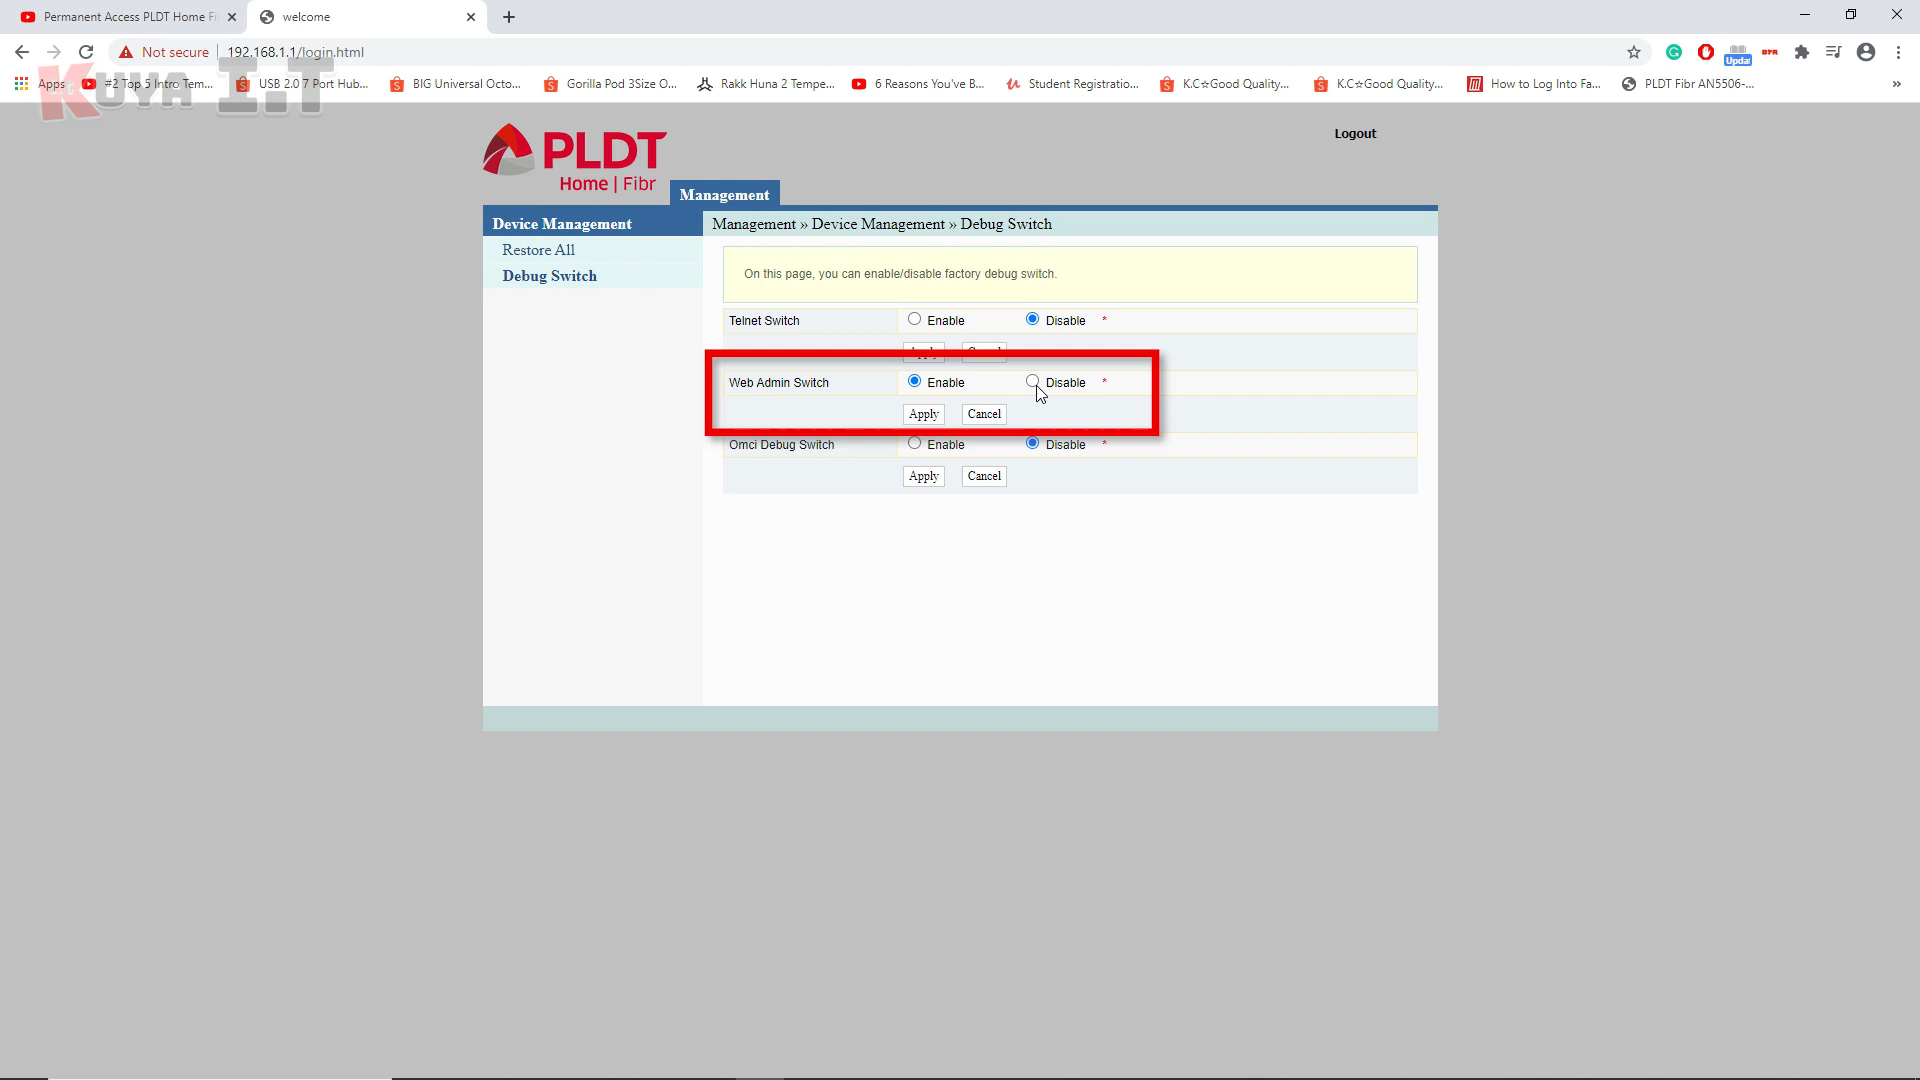 Permanent Access PLDT Home Fi
welcome
Not secure
192.168.1.1/login.html
Upda
Apps
#2 Top 5 Intro Tem...
USB 2.0 7 Port Hub...
BIG Universal Octo...
Gorilla Pod 3Size O...
Rakk Huna 2 Tempe...
6 Reasons You've B...
Student Registratio...
K.C☆Good Quality...
K.C☆Good Quality...
How to Log Into Fa...
PLDT Fibr AN5506-...
KUYA I.T
PLDT
Home | Fibr
Logout
Management
Device Management
Management » Device Management » Debug Switch
Restore All
Debug Switch
On this page, you can enable/disable factory debug switch.
Telnet Switch Enable Disable *
Apply Cancel
Web Admin Switch Enable Disable *
Apply Cancel
Omci Debug Switch Enable Disable *
Apply Cancel